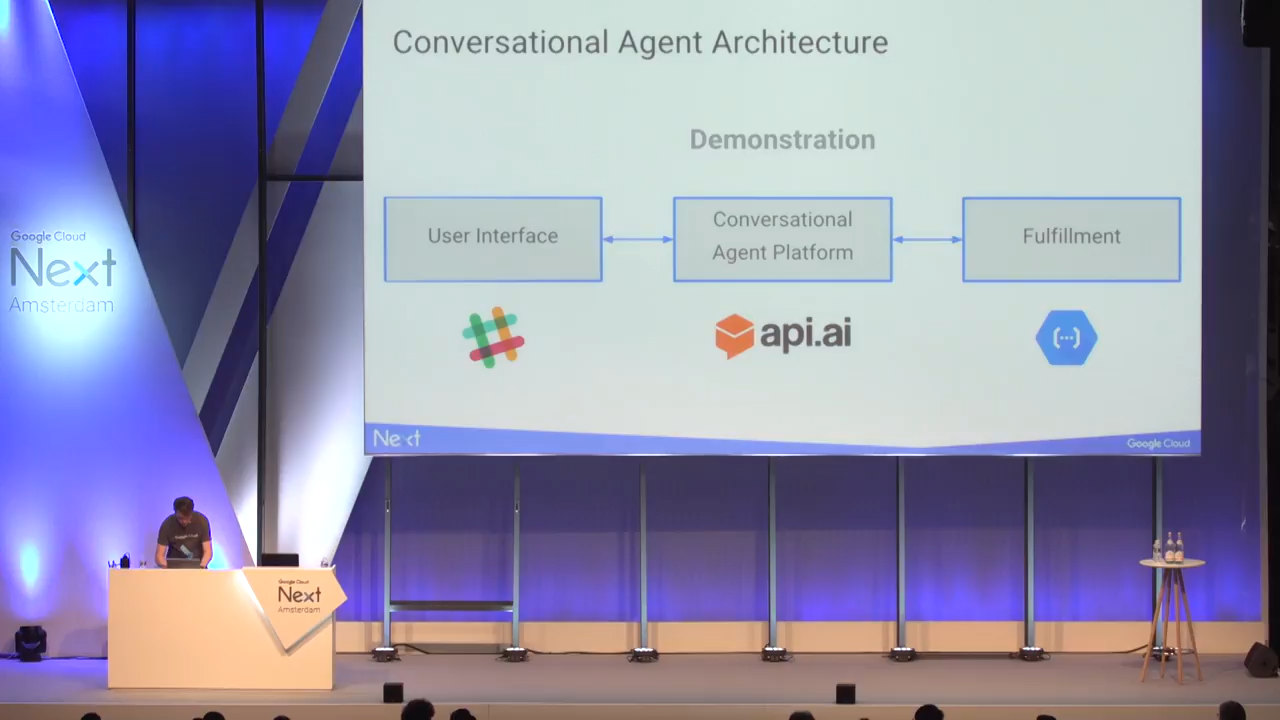 Conversational Agent Architecture
Demonstration
User Interface
Conversational
Agent Platform
Fulfillment
api.ai
Next
Google Cloud
Google Cloud
Next
Amsterdam
Google Cloud
Next
Amsterdam